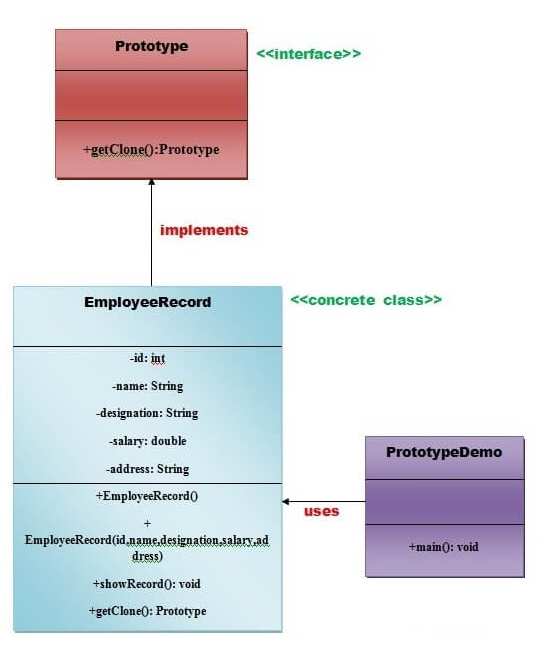 Prototype
<<interface>>
+getClone():Prototype
implements
EmployeeRecord
<<concrete class>>
-id: int
-name: String
-designation: String
-salary: double
-address: String
+EmployeeRecord()
+
EmployeeRecord(id,name,designation,salary,ad
dress)
+showRecord(): void
+getClone(): Prototype
uses
PrototypeDemo
+main(): void